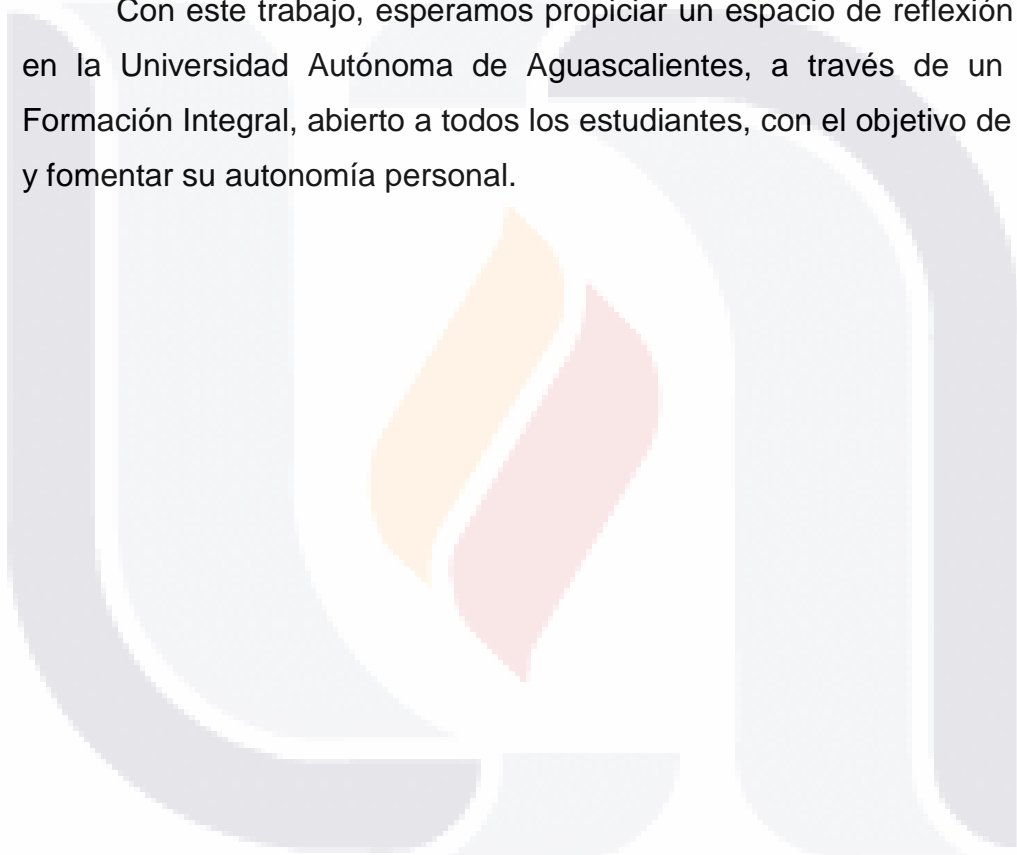 Con este trabajo, esperamos propiciar un espacio de reflexión
en la Universidad Autónoma de Aguascalientes, a través de un
Formación Integral, abierto a todos los estudiantes, con el objetivo de
y fomentar su autonomía personal.